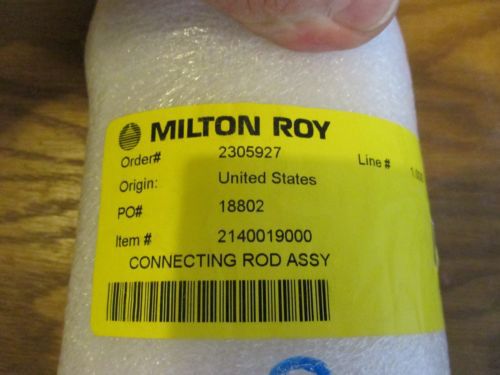 MILTON ROY
Order# 2305927 Line #
Origin: United States
PO# 18802
Item # 2140019000
CONNECTING ROD ASSY